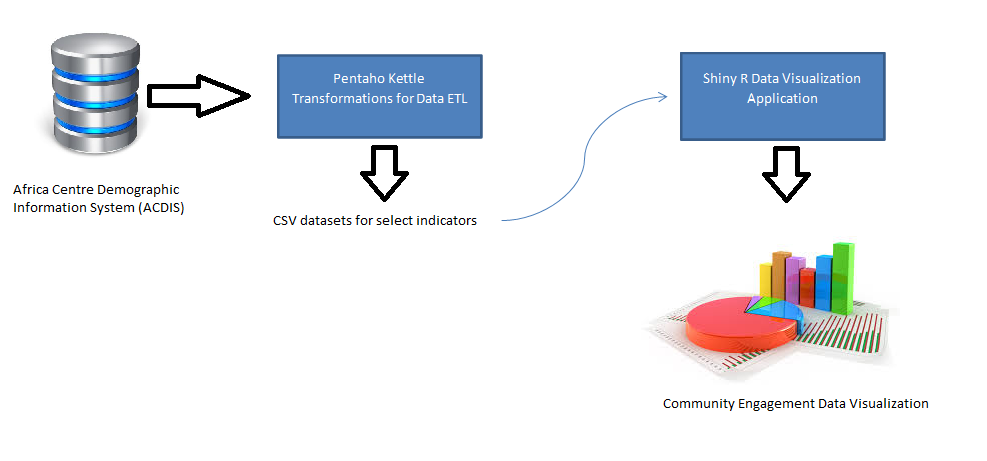 Africa Centre Demographic
Information System (ACDIS)
Pentaho Kettle
Transformations for Data ETL
CSV datasets for select indicators
Shiny R Data Visualization
Application
Community Engagement Data Visualization